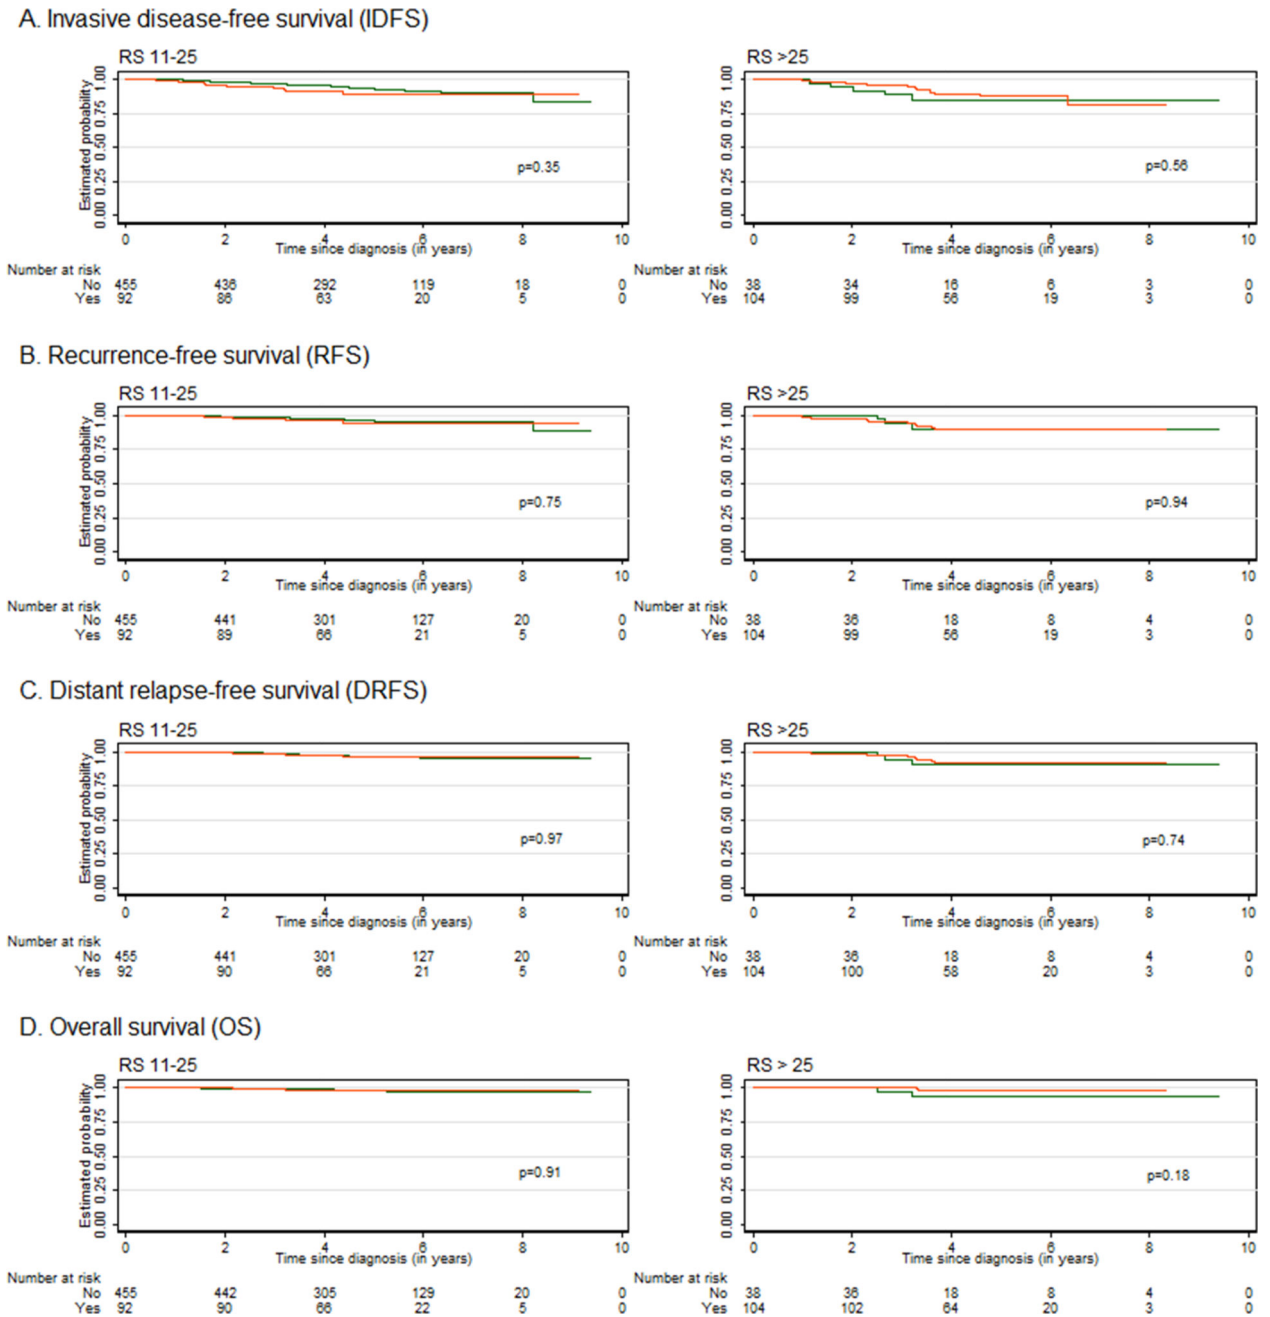 A. Invasive disease-free survival (IDFS)
RS 11-25
RS >25
Estimated probability
0.00 0.25 0.50 0.75 1.00
0.00 0.25 0.50 0.75 1.00
p=0.35
p=0.56
0 2 4 6 8 10
0 2 4 6 8 10
Time since diagnosis (in years)
Time since diagnosis (in years)
Number at risk
Number at risk
No 455 436 292 119 18 0
38 34 16 6 3 0
Yes 92 86 63 20 5 0
104 99 56 19 3 0
B. Recurrence-free survival (RFS)
RS 11-25
RS >25
Estimated probability
0.00 0.25 0.50 0.75 1.00
0.00 0.25 0.50 0.75 1.00
p=0.75
p=0.94
0 2 4 6 8 10
0 2 4 6 8 10
Time since diagnosis (in years)
Time since diagnosis (in years)
Number at risk
Number at risk
No 455 441 301 127 20 0
38 36 18 8 4 0
Yes 92 89 66 21 5 0
104 99 56 19 3 0
C. Distant relapse-free survival (DRFS)
RS 11-25
RS >25
Estimated probability
0.00 0.25 0.50 0.75 1.00
0.00 0.25 0.50 0.75 1.00
p=0.97
p=0.74
0 2 4 6 8 10
0 2 4 6 8 10
Time since diagnosis (in years)
Time since diagnosis (in years)
Number at risk
Number at risk
No 455 441 301 127 20 0
38 36 18 8 4 0
Yes 92 90 66 21 5 0
104 100 58 20 3 0
D. Overall survival (OS)
RS 11-25
RS > 25
Estimated probability
0.00 0.25 0.50 0.75 1.00
0.00 0.25 0.50 0.75 1.00
p=0.91
p=0.18
0 2 4 6 8 10
0 2 4 6 8 10
Time since diagnosis (in years)
Time since diagnosis (in years)
Number at risk
Number at risk
No 455 442 305 129 20 0
38 36 18 8 4 0
Yes 92 90 66 22 5 0
104 102 64 20 3 0